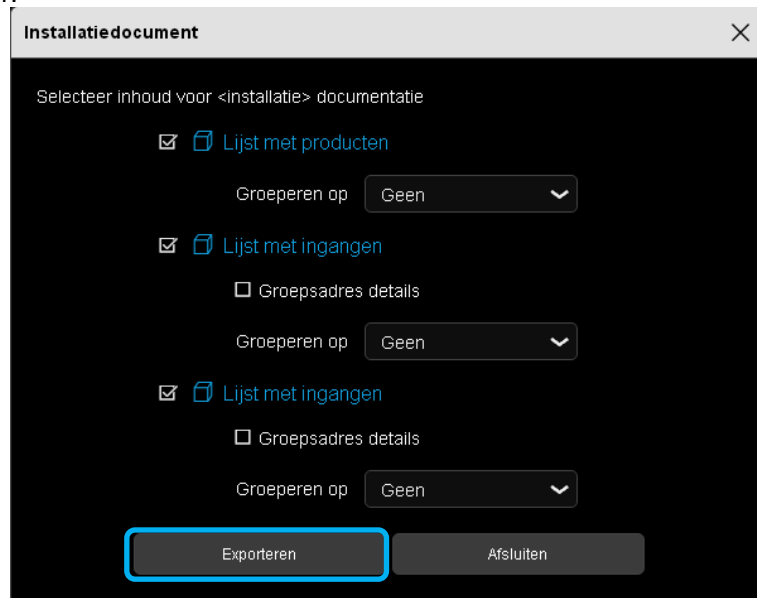 Installatiedocument
Selecteer inhoud voor <installatie> documentatie
Lijst met producten
Groeperen op Geen
Lijst met ingangen
Groepsadres details
Groeperen op Geen
Lijst met ingangen
Groepsadres details
Groeperen op Geen
Exporteren Afsluiten